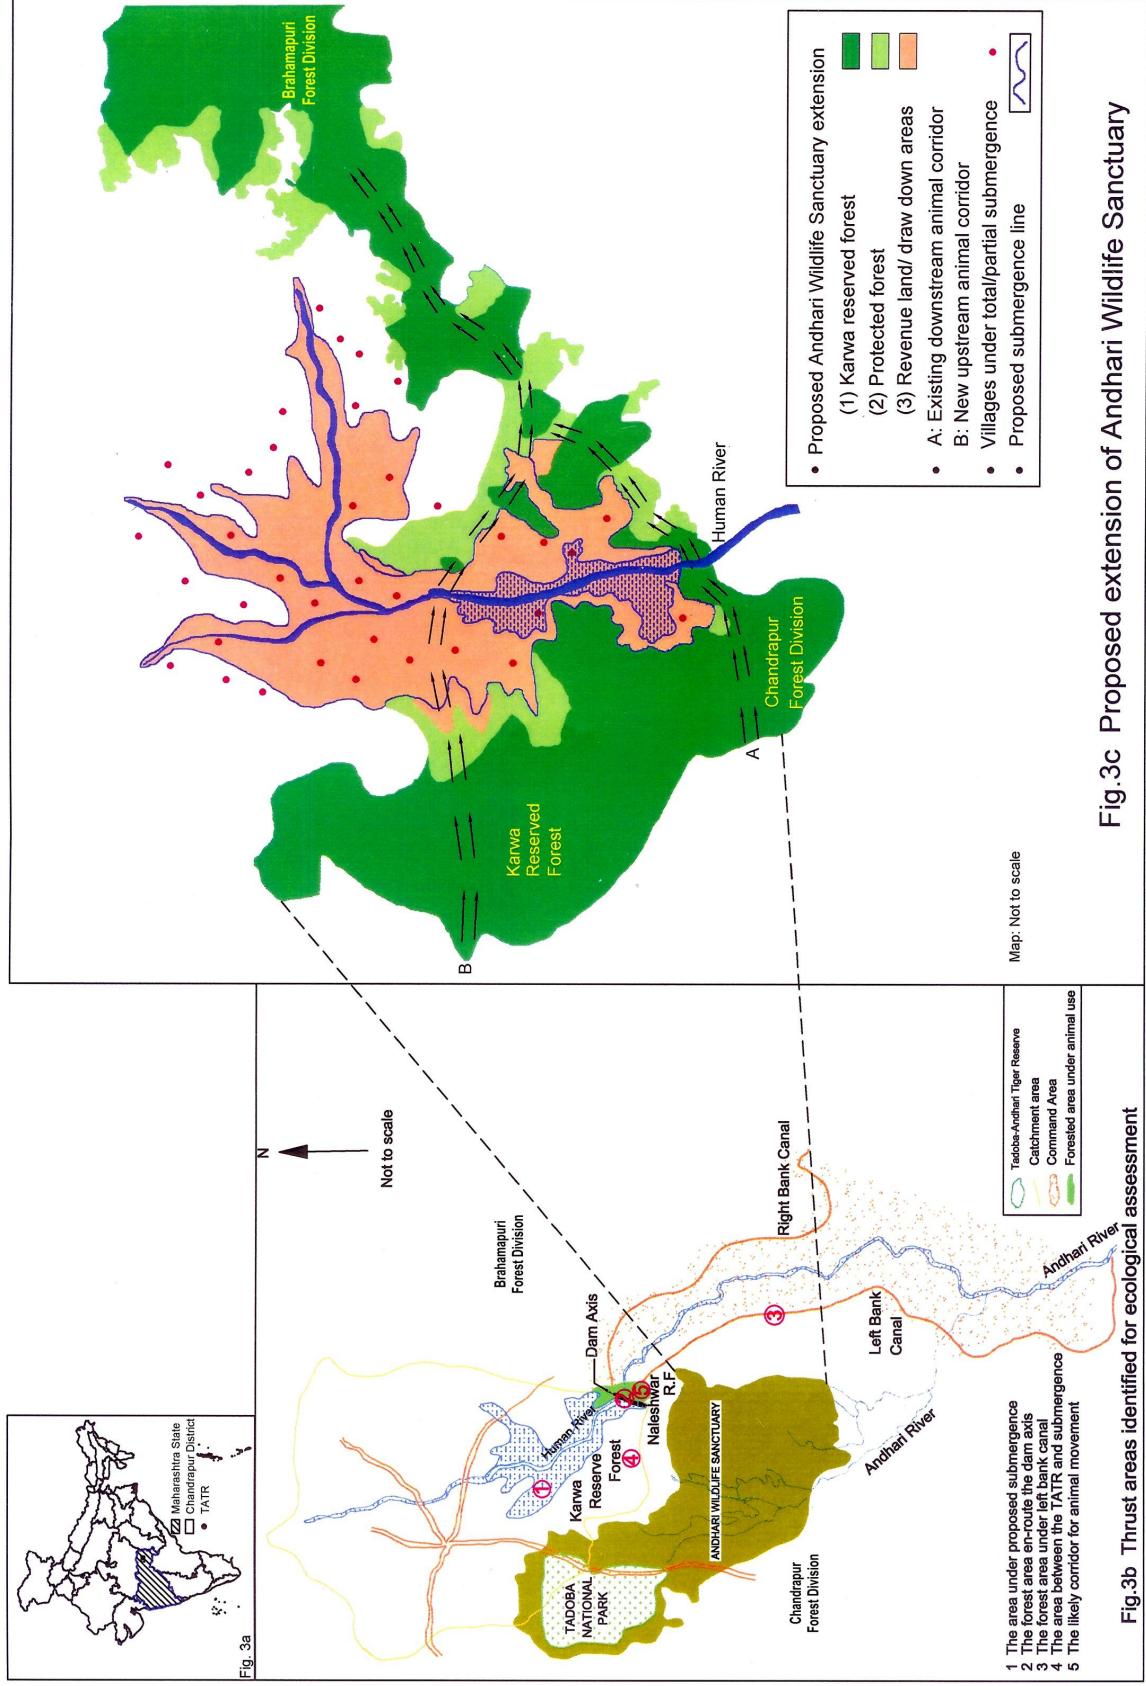 Maharashtra State
Chandrapur District
TATR
Fig. 3a
N
Not to scale
Brahamapuri
Forest Division
Dam Axis
Human River
1
2
5
4
3
Karwa
Reserve
Forest
Naleshwar
R.F
TADOBA
NATIONAL
PARK
ANDHARI WILDLIFE SANCTUARY
Chandrapur
Forest Division
Andhari River
Right Bank Canal
Left Bank
Canal
Andhari River
Tadoba-Andhari Tiger Reserve
Catchment area
Command Area
Forested area under animal use
1 The area under proposed submergence
2 The forest area en-route the dam axis
3 The forest area under left bank canal
4 The area between the TATR and submergence
5 The likely corridor for animal movement
Fig.3b Thrust areas identified for ecological assessment
Brahamapuri
Forest Division
Karwa
Reserved
Forest
Chandrapur
Forest Division
Human River
B
A
Map: Not to scale
• Proposed Andhari Wildlife Sanctuary extension
(1) Karwa reserved forest
(2) Protected forest
(3) Revenue land/ draw down areas
• A: Existing downstream animal corridor
B: New upstream animal corridor
• Villages under total/partial submergence
• Proposed submergence line
Fig.3c Proposed extension of Andhari Wildlife Sanctuary